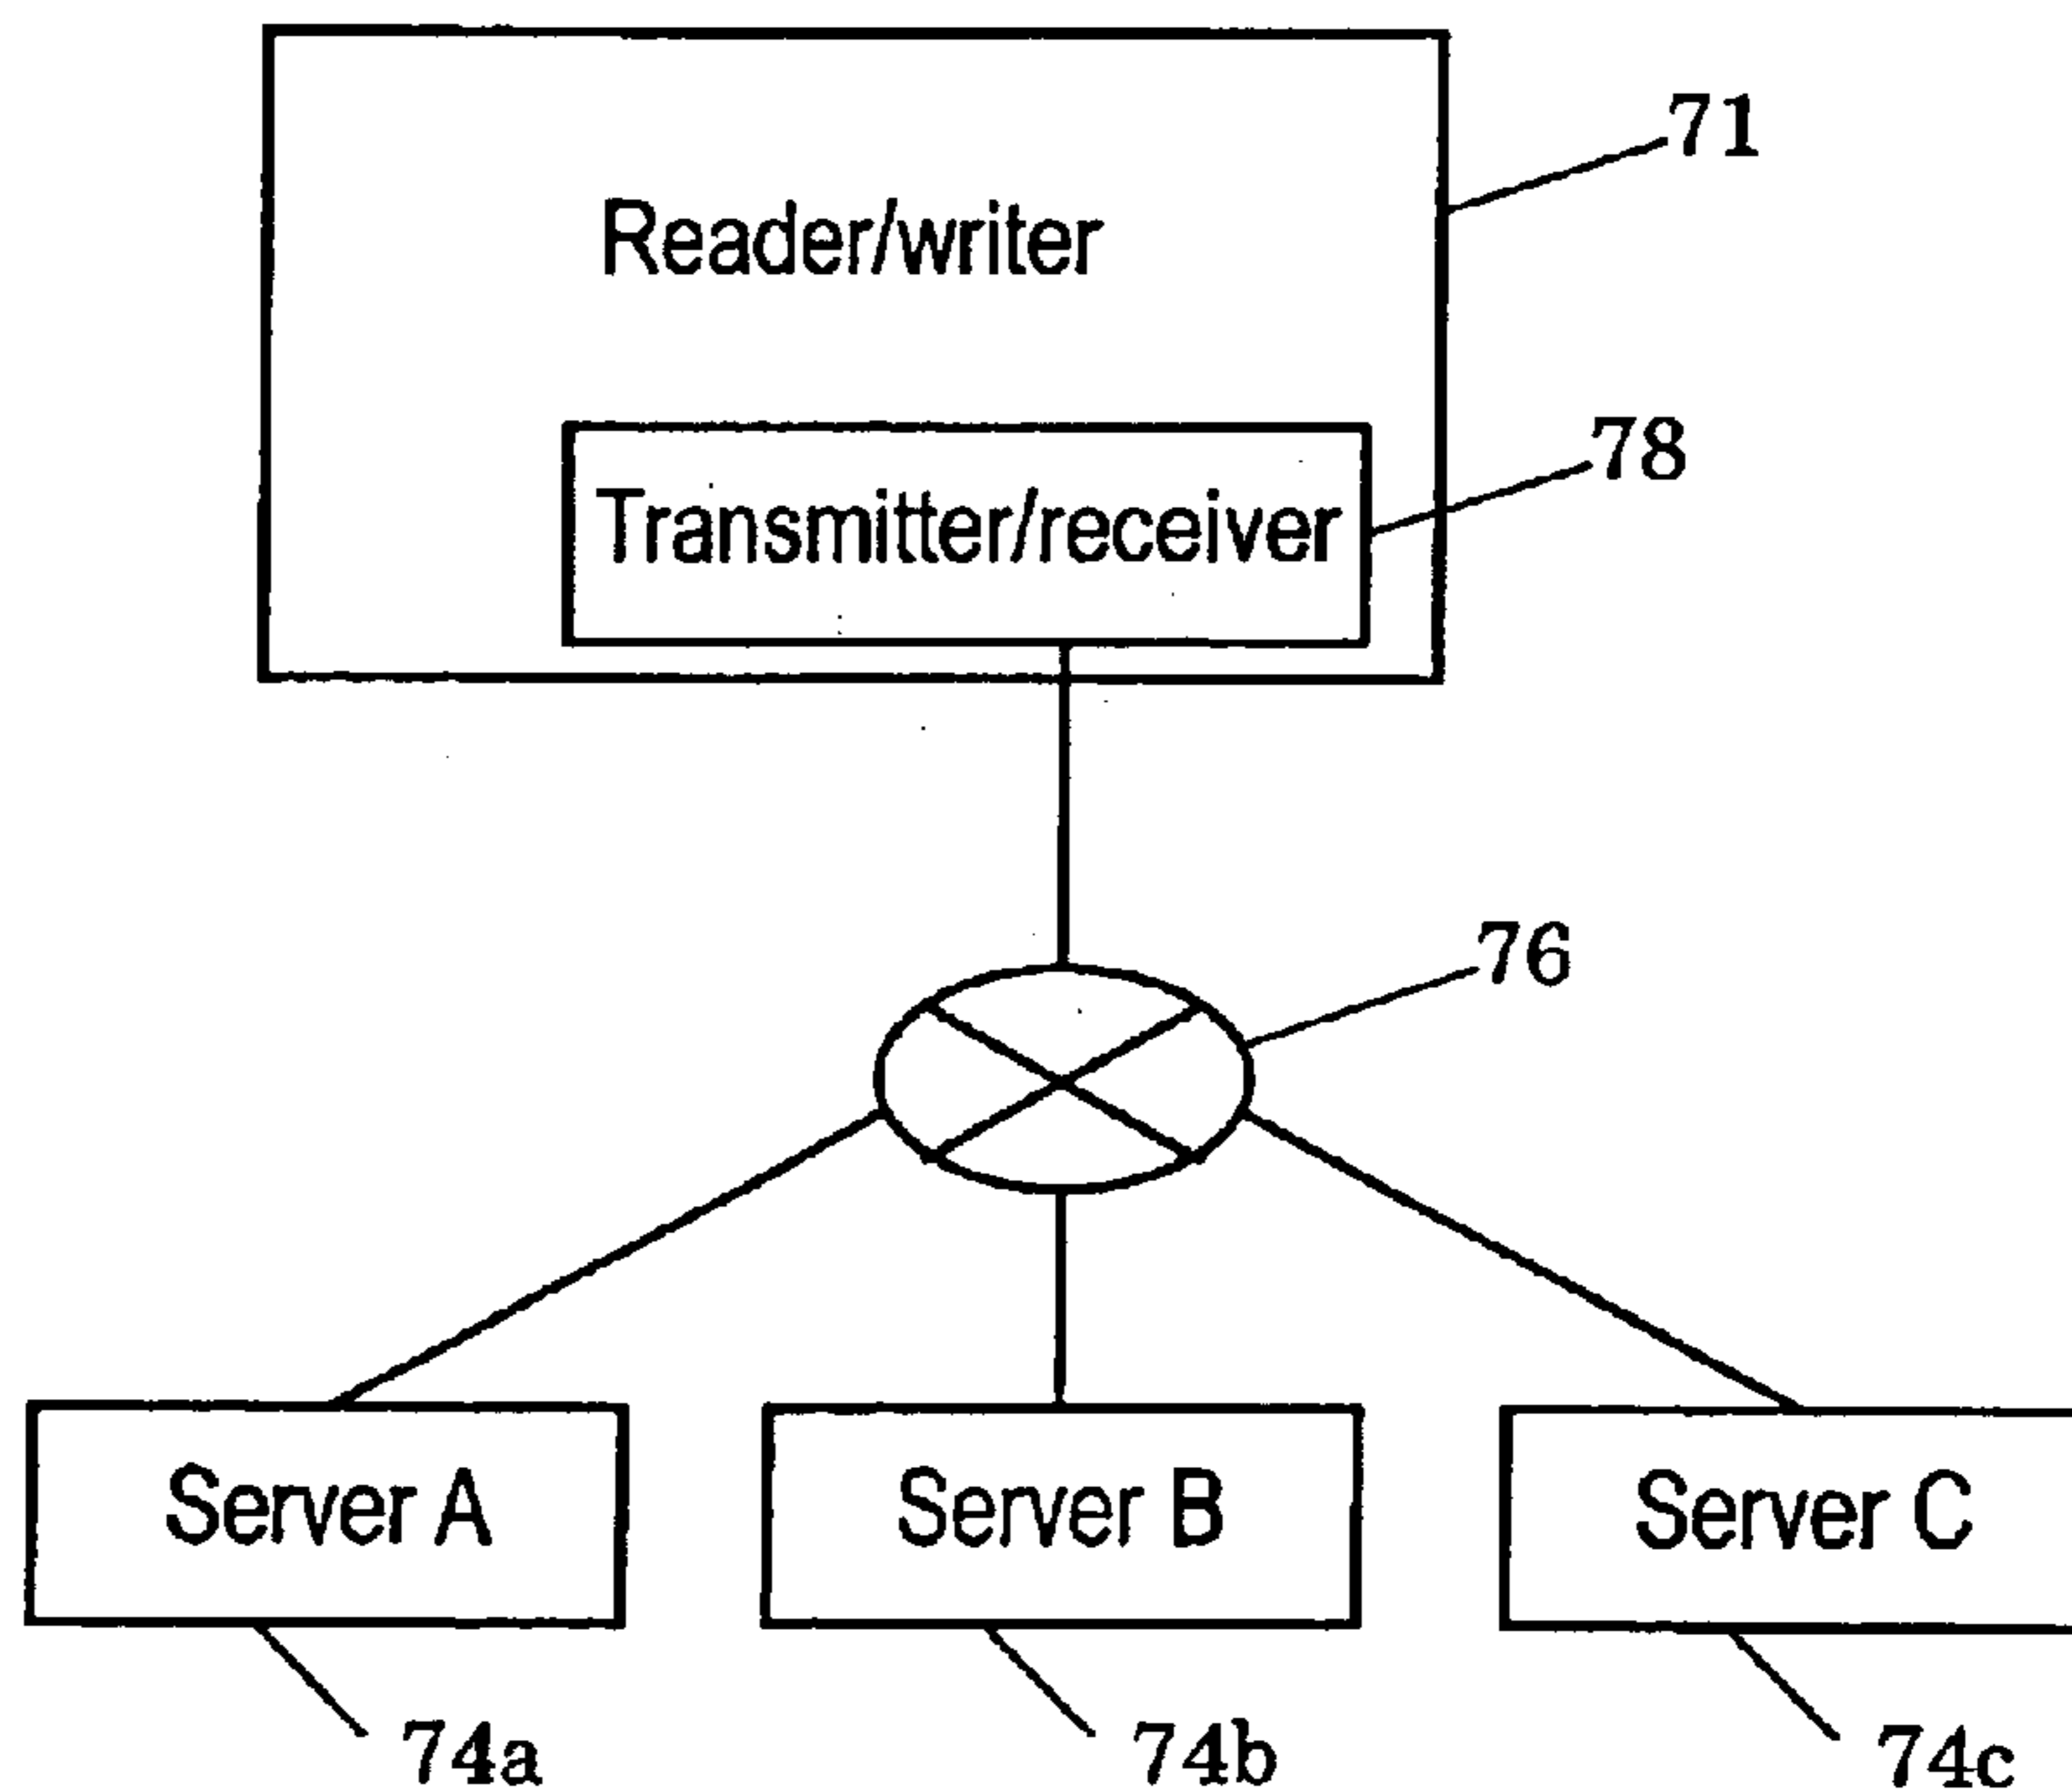 71
Reader/writer
78
Transmitter/receiver
76
Server A
Server B
Server C
74a
74b
74c